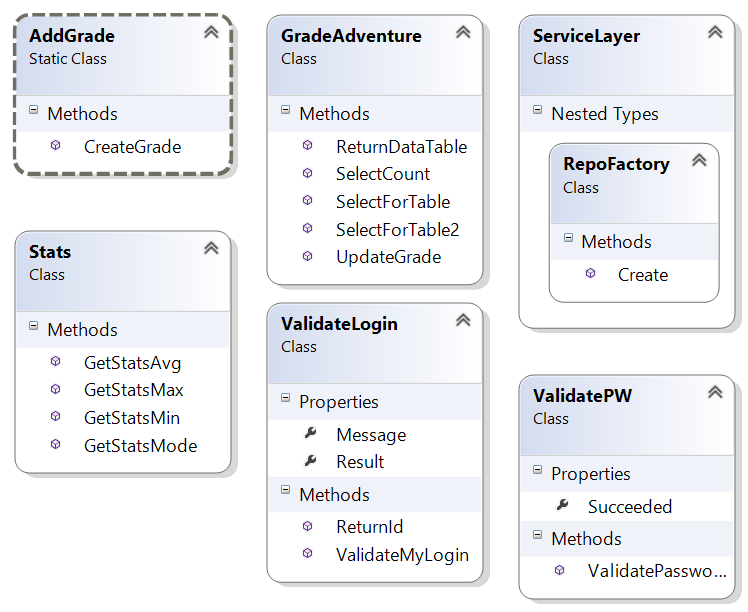 AddGrade
Static Class
Methods
CreateGrade
Stats
Class
Methods
GetStatsAvg
GetStatsMax
GetStatsMin
GetStatsMode
GradeAdventure
Class
Methods
ReturnDataTable
SelectCount
SelectForTable
SelectForTable2
UpdateGrade
ValidateLogin
Class
Properties
Message
Result
Methods
ReturnId
ValidateMyLogin
ServiceLayer
Class
Nested Types
RepoFactory
Class
Methods
Create
ValidatePW
Class
Properties
Succeeded
Methods
ValidatePasswo...